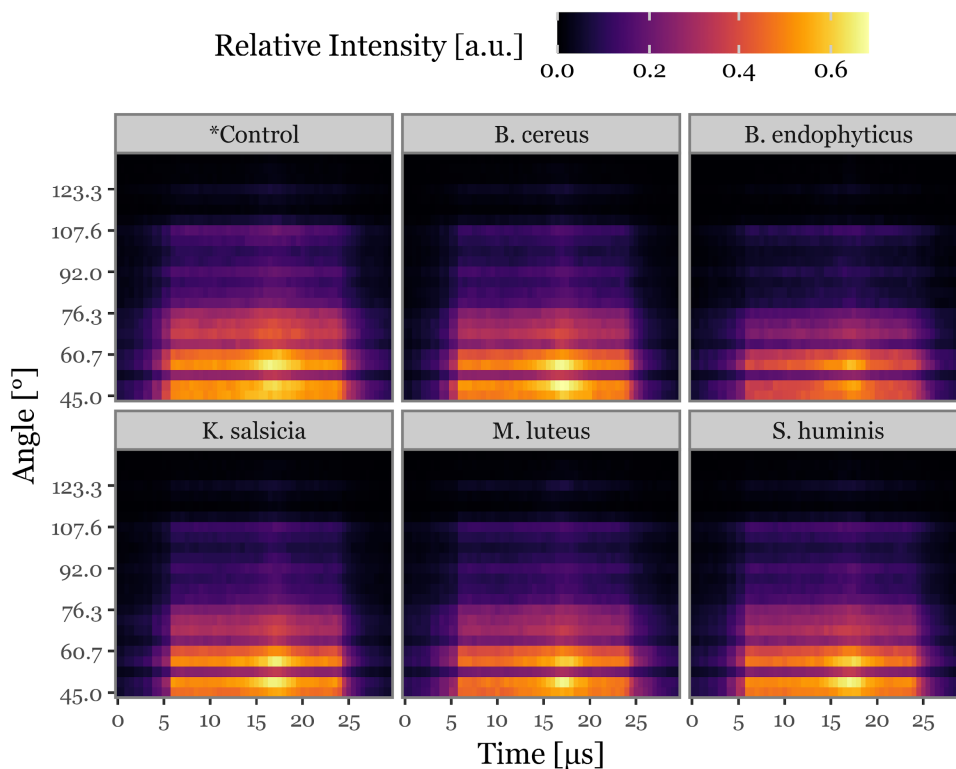 Relative Intensity [a.u.]
0.0 0.2 0.4 0.6
*Control B. cereus B. endophyticus
123.3
107.6
92.0
76.3
60.7
45.0
K. salsicia M. luteus S. huminis
123.3
107.6
92.0
76.3
60.7
45.0
Angle [º]
0 5 10 15 20 25 0 5 10 15 20 25 0 5 10 15 20 25
Time [µs]